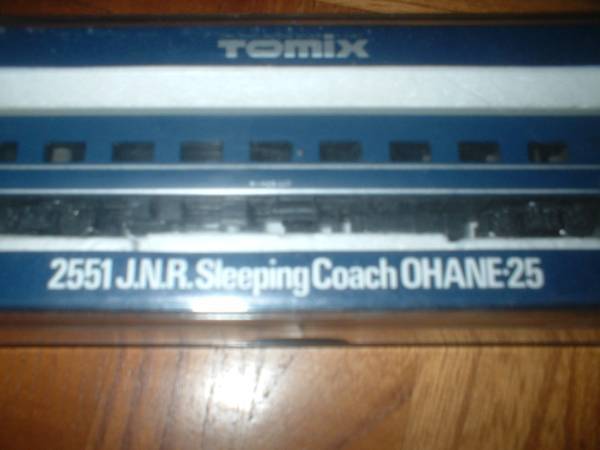 TOMIX
2551 J.N.R. Sleeping Coach OHANE-25